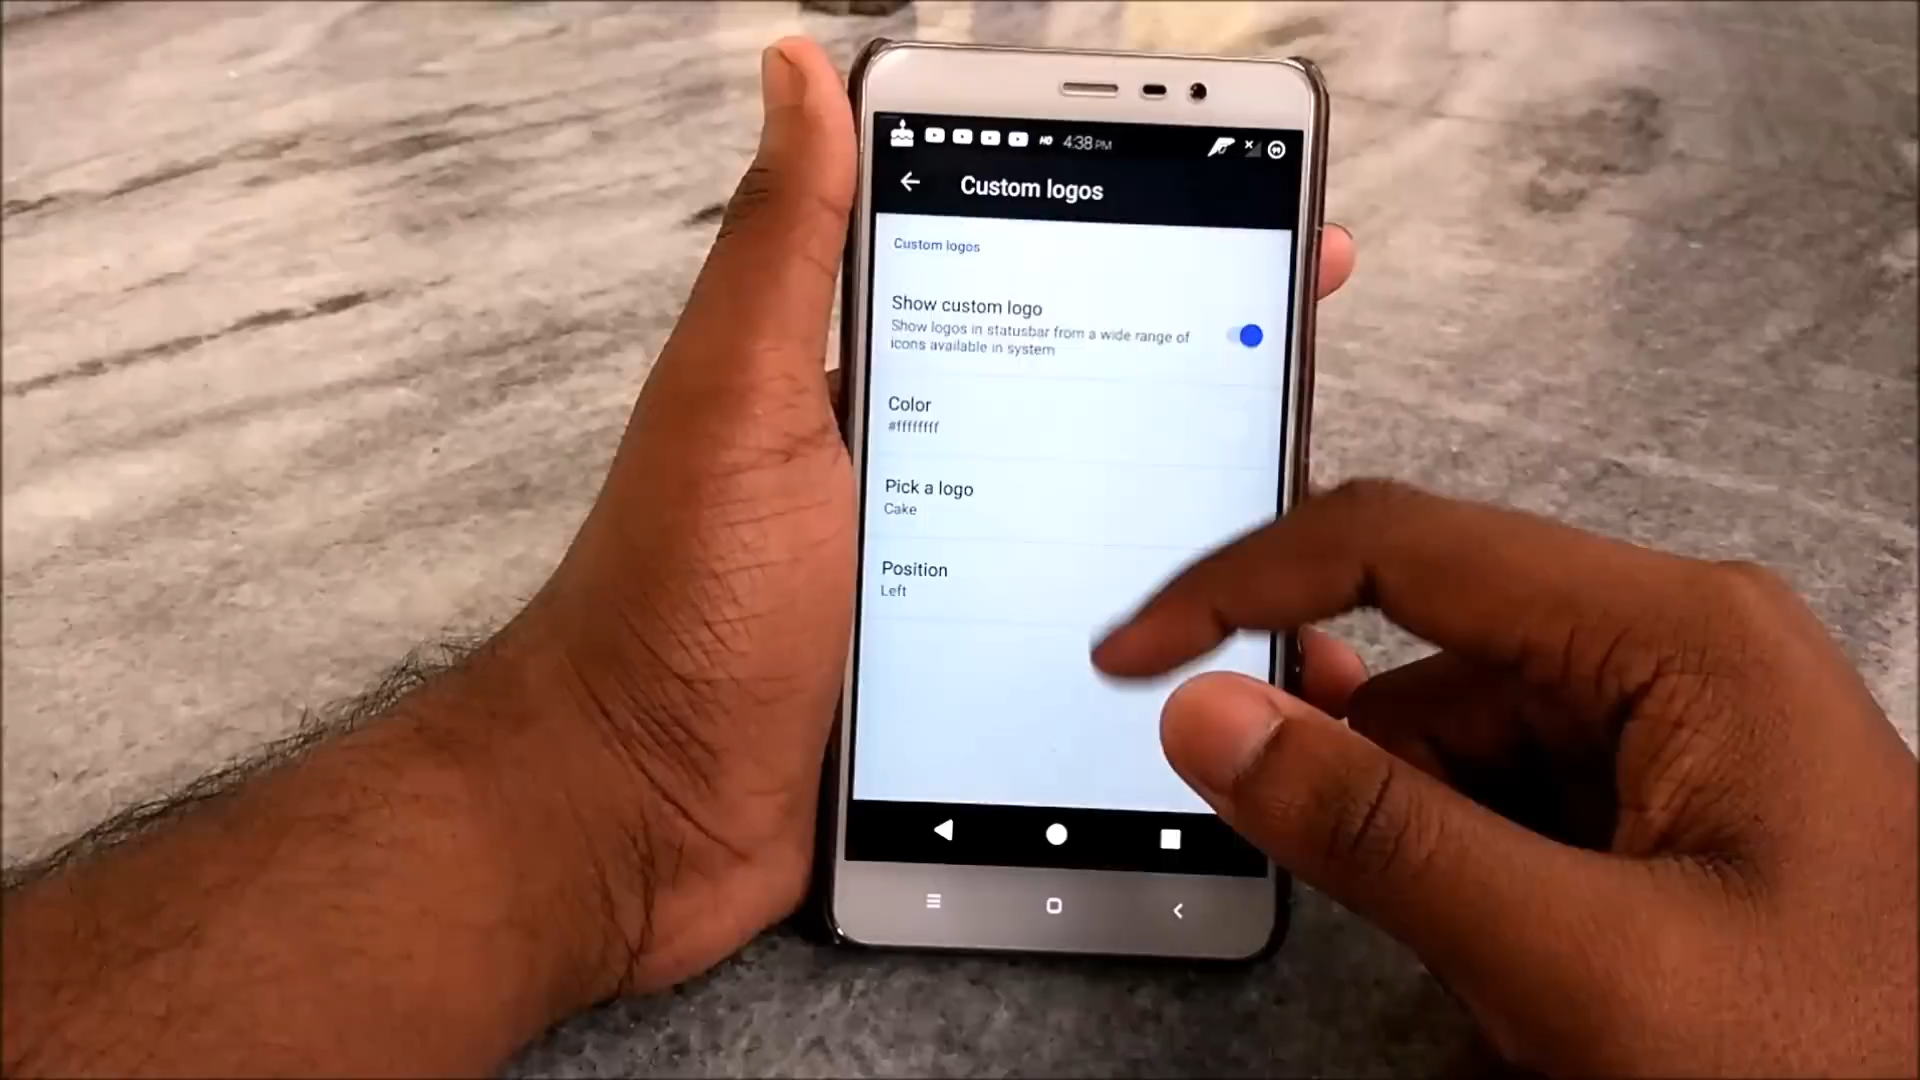 HD 4:38 PM
Custom logos
Custom logos
Show custom logo
Show logos in statusbar from a wide range of
icons available in system
Color
#ffffffff
Pick a logo
Cake
Position
Left